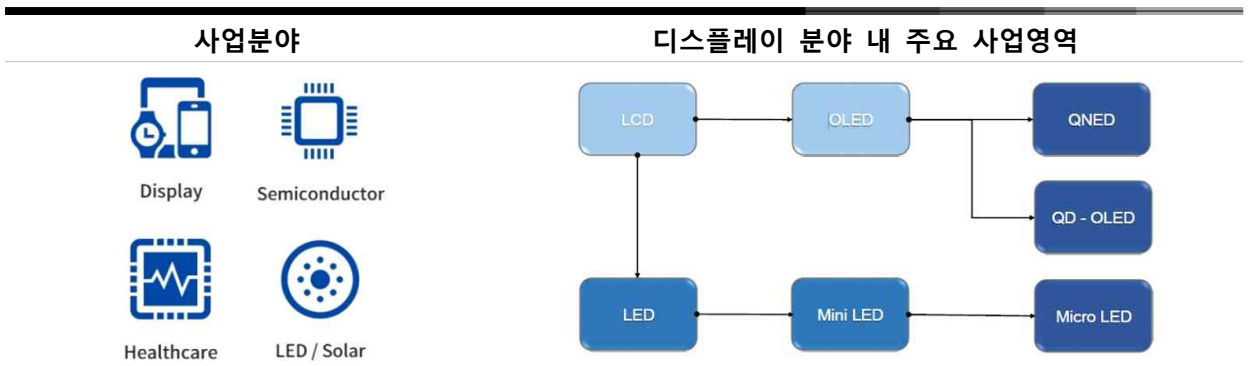 사업분야
디스플레이 분야 내 주요 사업영역
Display
Semiconductor
Healthcare
LED / Solar
LCD
OLED
QNED
QD - OLED
LED
Mini LED
Micro LED